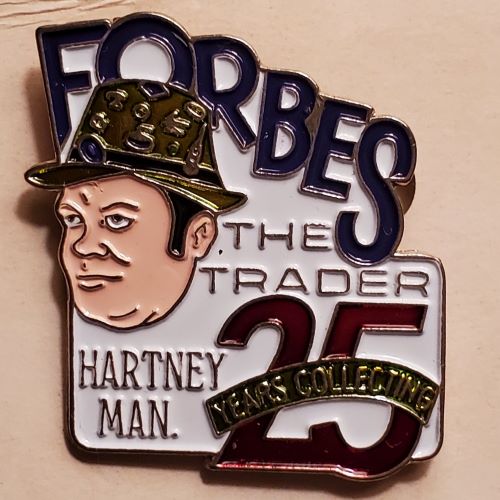 FORBES
THE
TRADER
HARTNEY
MAN.
25
YEARS COLLECTING